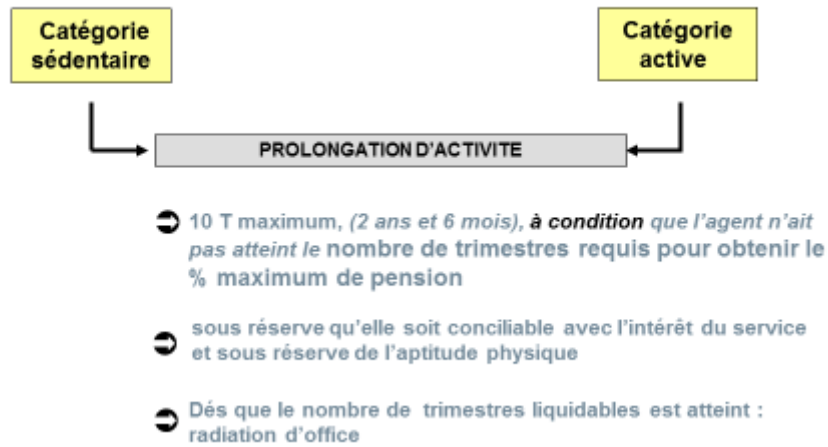 Catégorie
sédentaire
Catégorie
active
PROLONGATION D'ACTIVITE
10 T maximum, (2 ans et 6 mois), à condition que l'agent n'ait
pas atteint le nombre de trimestres requis pour obtenir le
% maximum de pension
sous réserve qu'elle soit conciliable avec l'intérêt du service
et sous réserve de l'aptitude physique
Dés que le nombre de trimestres liquidables est atteint :
radiation d'office